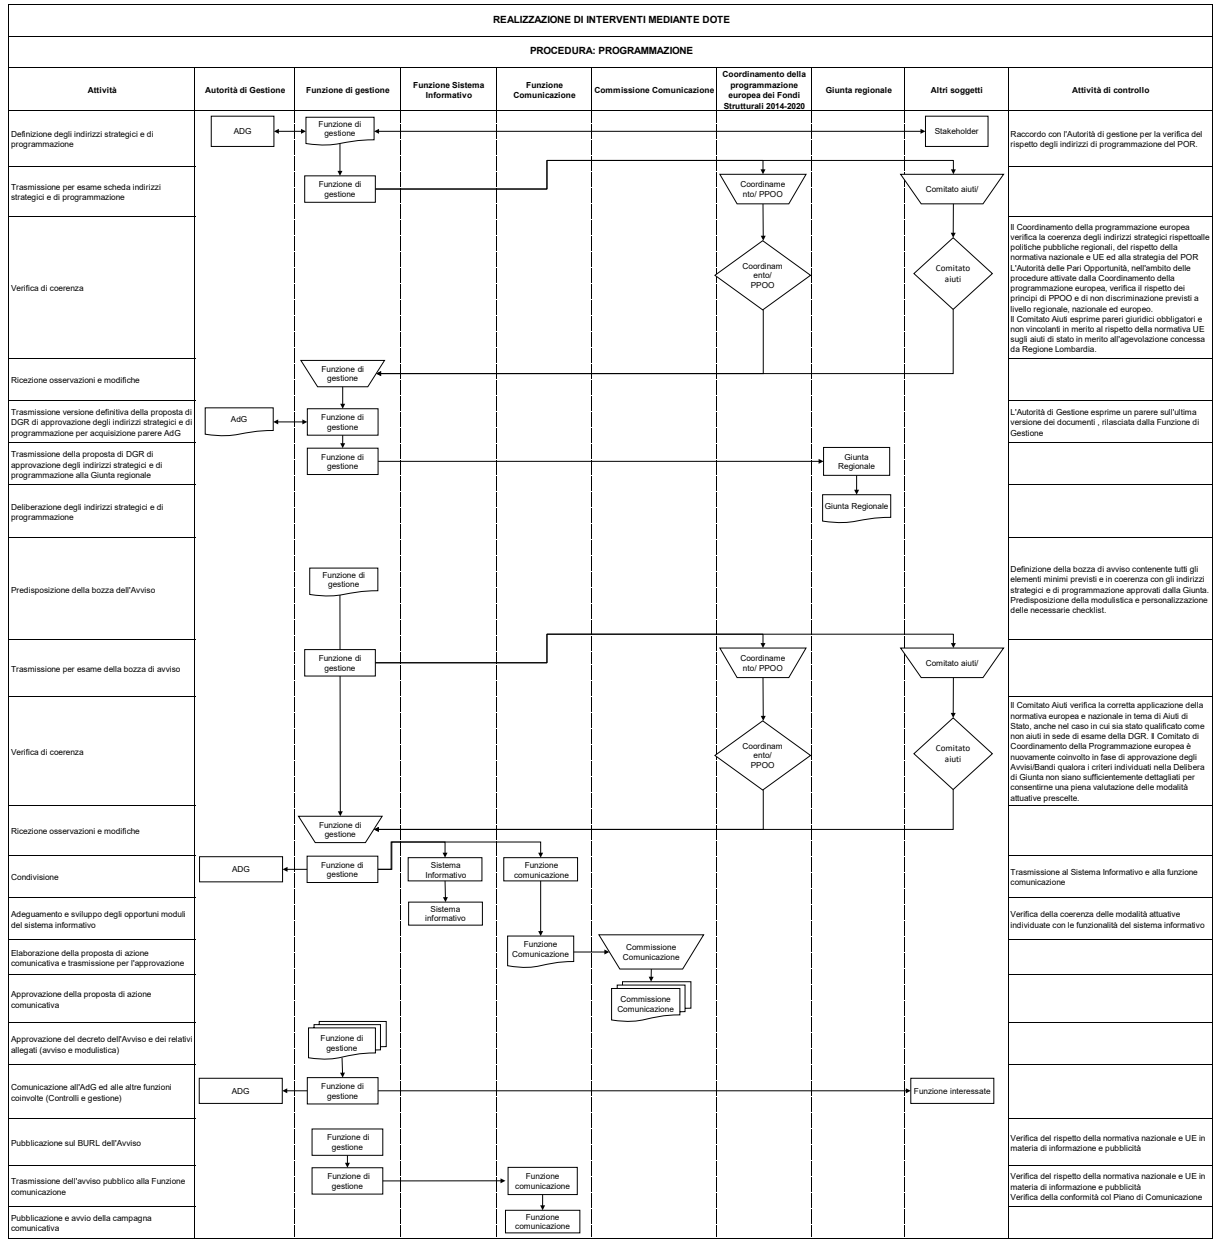 REALIZZAZIONE DI INTERVENTI MEDIANTE DOTE
PROCEDURA: PROGRAMMAZIONE
Attività
Autorità di Gestione
Funzione di gestione
Funzione Sistema
Informativo
Funzione
Comunicazione
Commissione Comunicazione
Coordinamento della
programmazione
europea dei Fondi
Strutturali 2014-2020
Giunta regionale
Altri soggetti
Attività di controllo
Definizione degli indirizzi strategici e di
programmazione
ADG
Funzione di
gestione
Stakeholder
Raccordo con l'Autorità di gestione per la verifica del
rispetto degli indirizzi di programmazione del POR.
Trasmissione per esame scheda indirizzi
strategici e di programmazione
Funzione di
gestione
Coordiname
nto/ PPOO
Comitato aiuti/
Verifica di coerenza
Coordinam
ento/
PPOO
Comitato
aiuti
Il Coordinamento della programmazione europea
verifica la coerenza degli indirizzi strategici rispettoalle
politiche pubbliche regionali, del rispetto della
normativa nazionale e UE ed alla strategia del POR
L'Autorità delle Pari Opportunità, nell'ambito delle
procedure attivate dalla Coordinamento della
programmazione europea, verifica il rispetto dei
principi di PPOO e di non discriminazione previsti a
livello regionale, nazionale ed europeo.
Il Comitato Aiuti esprime pareri giuridici obbligatori e
non vincolanti in merito al rispetto della normativa UE
sugli aiuti di stato in merito all'agevolazione concessa
da Regione Lombardia.
Ricezione osservazioni e modifiche
Funzione di
gestione
Trasmissione versione definitiva della proposta di
DGR di approvazione degli indirizzi strategici e di
programmazione per acquisizione parere AdG
AdG
Funzione di
gestione
L'Autorità di Gestione esprime un parere sull'ultima
versione dei documenti , rilasciata dalla Funzione di
Gestione
Trasmissione della proposta di DGR di
approvazione degli indirizzi strategici e di
programmazione alla Giunta regionale
Funzione di
gestione
Giunta
Regionale
Deliberazione degli indirizzi strategici e di
programmazione
Giunta Regionale
Predisposizione della bozza dell'Avviso
Funzione di
gestione
Definizione della bozza di avviso contenente tutti gli
elementi minimi previsti e in coerenza con gli indirizzi
strategici e di programmazione approvati dalla Giunta.
Predisposizione della modulistica e personalizzazione
delle necessarie checklist.
Trasmissione per esame della bozza di avviso
Funzione di
gestione
Coordiname
nto/ PPOO
Comitato aiuti/
Verifica di coerenza
Coordinam
ento/
PPOO
Comitato
aiuti
Il Comitato Aiuti verifica la corretta applicazione della
normativa europea e nazionale in tema di Aiuti di
Stato, anche nel caso in cui sia stato qualificato come
non aiuti in sede di esame della DGR. Il Comitato di
Coordinamento della Programmazione europea è
nuovamente coinvolto in fase di approvazione degli
Avvisi/Bandi qualora i criteri individuati nella Delibera
di Giunta non siano sufficientemente dettagliati per
consentirne una piena valutazione delle modalità
attuative prescelte.
Ricezione osservazioni e modifiche
Funzione di
gestione
Condivisione
ADG
Funzione di
gestione
Sistema
Informativo
Funzione
comunicazione
Trasmissione al Sistema Informativo e alla funzione
comunicazione
Adeguamento e sviluppo degli opportuni moduli
del sistema informativo
Sistema
informativo
Verifica della coerenza delle modalità attuative
individuate con le funzionalità del sistema informativo
Elaborazione della proposta di azione
comunicativa e trasmissione per l'approvazione
Funzione
Comunicazione
Commissione
Comunicazione
Approvazione della proposta di azione
comunicativa
Commissione
Comunicazione
Approvazione del decreto dell'Avviso e dei relativi
allegati (avviso e modulistica)
Funzione di
gestione
Comunicazione all'AdG ed alle altre funzioni
coinvolte (Controlli e gestione)
ADG
Funzione di
gestione
Funzione interessate
Pubblicazione sul BURL dell'Avviso
Funzione di
gestione
Verifica del rispetto della normativa nazionale e UE in
materia di informazione e pubblicità
Trasmissione dell'avviso pubblico alla Funzione
comunicazione
Funzione di
gestione
Funzione
comunicazione
Verifica del rispetto della normativa nazionale e UE in
materia di informazione e pubblicità
Verifica della conformità col Piano di Comunicazione
Pubblicazione e avvio della campagna
comunicativa
Funzione
comunicazione